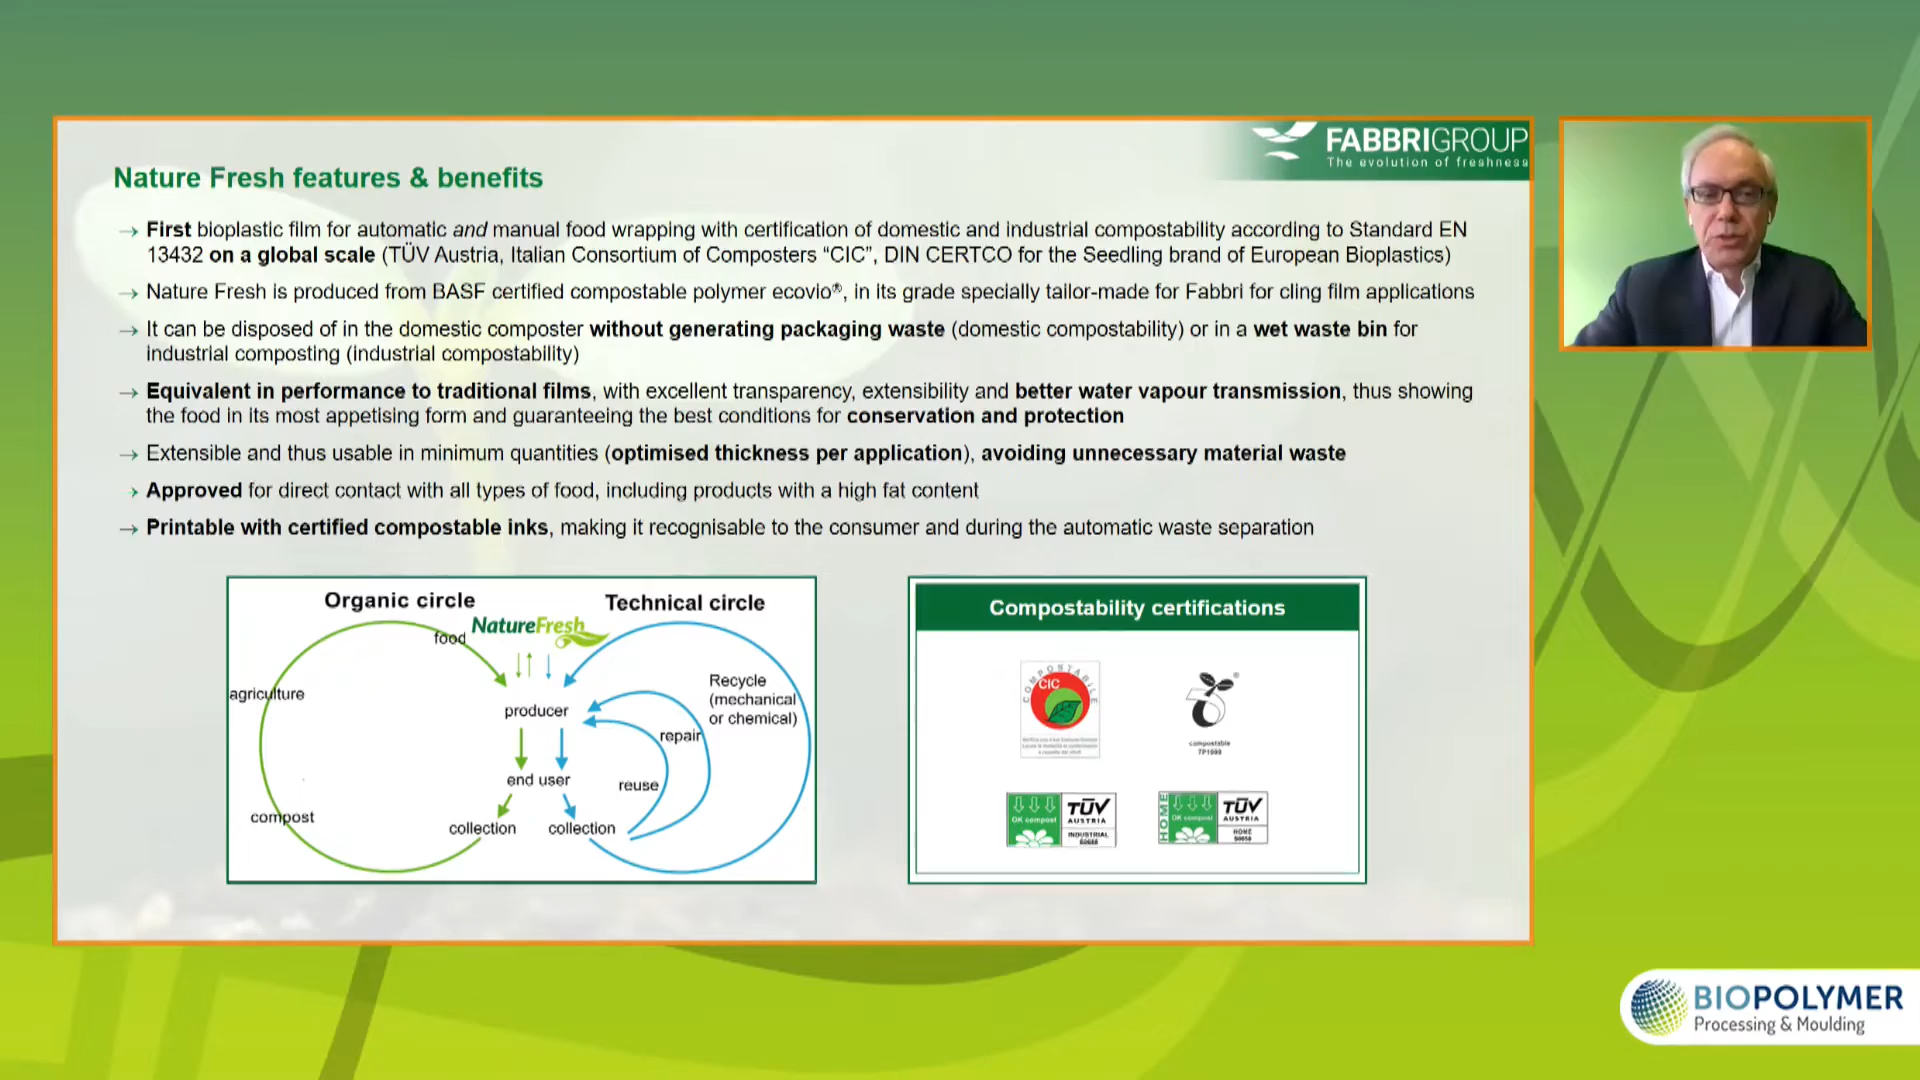 FABBRIGROUP
The evolution of freshness
Nature Fresh features & benefits
→ First bioplastic film for automatic and manual food wrapping with certification of domestic and industrial compostability according to Standard EN
13432 on a global scale (TÜV Austria, Italian Consortium of Composters “CIC”, DIN CERTCO for the Seedling brand of European Bioplastics)
→ Nature Fresh is produced from BASF certified compostable polymer ecovio®, in its grade specially tailor-made for Fabbri for cling film applications
→ It can be disposed of in the domestic composter without generating packaging waste (domestic compostability) or in a wet waste bin for
industrial composting (industrial compostability)
→ Equivalent in performance to traditional films, with excellent transparency, extensibility and better water vapour transmission, thus showing
the food in its most appetising form and guaranteeing the best conditions for conservation and protection
→ Extensible and thus usable in minimum quantities (optimised thickness per application), avoiding unnecessary material waste
→ Approved for direct contact with all types of food, including products with a high fat content
→ Printable with certified compostable inks, making it recognisable to the consumer and during the automatic waste separation
Organic circle
Technical circle
NatureFresh
food
agriculture
compost
producer
end user
collection
collection
reuse
repair
Recycle
(mechanical
or chemical)
Compostability certifications
COMPOSTABILE
CIC
®
compostable
7P1989
OK compost
TÜV
AUSTRIA
INDUSTRIAL
HOME
OK compost
TÜV
AUSTRIA
HOME
BIOPOLYMER
Processing & Moulding